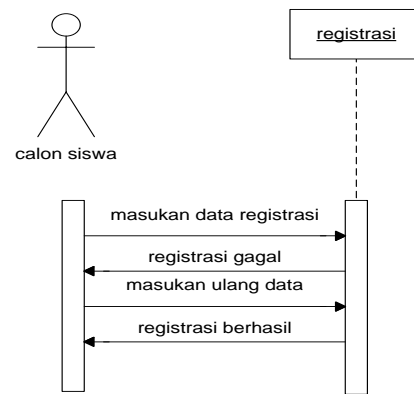 registrasi
calon siswa
masukan data registrasi
registrasi gagal
masukan ulang data
registrasi berhasil